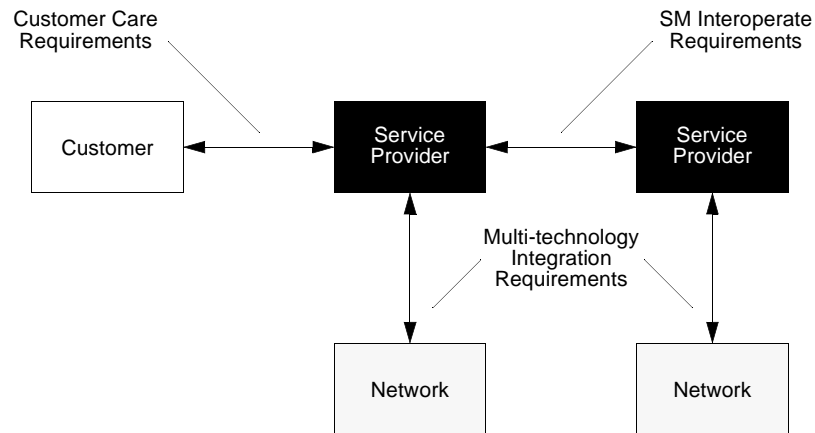 Customer Care
Requirements
SM Interoperate
Requirements
Customer
Service
Provider
Service
Provider
Multi-technology
Integration
Requirements
Network
Network